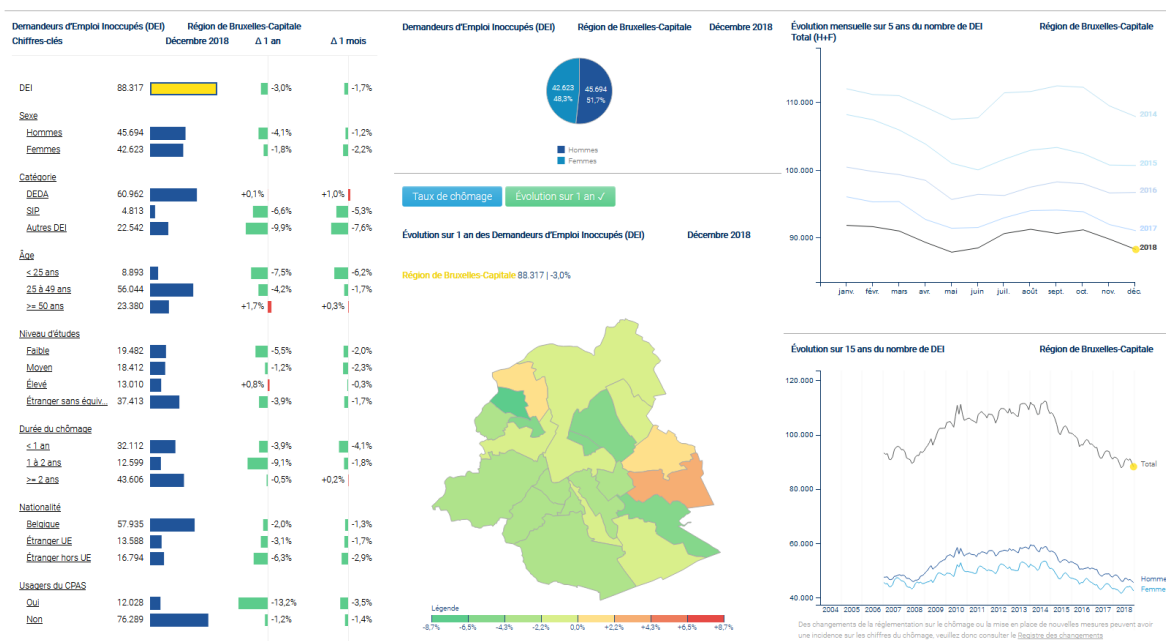 Demandeurs d'Emploi Inoccupés (DEI) Région de Bruxelles-Capitale
Chiffres-clés Décembre 2018 Δ 1 an Δ 1 mois
DEI 88.317 -3,0% -1,7%
Sexe
Hommes 45.694 -4,1% -1,2%
Femmes 42.623 -1,8% -2,2%
Catégorie
DEDA 60.962 +0,1% +1,0%
SIP 4.813 -6,6% -5,3%
Autres DEI 22.542 -9,9% -7,6%
Âge
< 25 ans 8.893 -7,5% -6,2%
25 à 49 ans 56.044 -4,2% -1,7%
>= 50 ans 23.380 +1,7% +0,3%
Niveau d'études
Faible 19.482 -5,5% -2,0%
Moyen 18.412 -1,2% -2,3%
Élevé 13.010 +0,8% -0,3%
Étranger sans équiv... 37.413 -3,9% -1,7%
Durée du chômage
< 1 an 32.112 -3,9% -4,1%
1 à 2 ans 12.599 -9,1% -1,8%
>= 2 ans 43.606 -0,5% +0,2%
Nationalité
Belgique 57.935 -2,0% -1,3%
Étranger UE 13.588 -3,1% -1,7%
Étranger hors UE 16.794 -6,3% -2,9%
Usagers du CPAS
Oui 12.028 -13,2% -3,5%
Non 76.289 -1,2% -1,4%
Demandeurs d'Emploi Inoccupés (DEI) Région de Bruxelles-Capitale Décembre 2018
42.623 45.694
48,3% 51,7%
Hommes
Femmes
Taux de chômage Évolution sur 1 an ✓
Évolution sur 1 an des Demandeurs d'Emploi Inoccupés (DEI) Décembre 2018
Région de Bruxelles-Capitale 88.317 | -3,0%
Légende
-8,7% -6,5% -4,3% -2,2% 0,0% +2,2% +4,3% +6,5% +8,7%
Évolution mensuelle sur 5 ans du nombre de DEI Région de Bruxelles-Capitale
Total (H+F)
110.000
2014
2015
100.000
2016
2017
90.000
2018
janv. févr. mars avr. mai juin juil. août sept. oct. nov. déc.
Évolution sur 15 ans du nombre de DEI Région de Bruxelles-Capitale
120.000
100.000
Total
80.000
60.000
Homme
Femme
40.000
2004 2005 2006 2007 2008 2009 2010 2011 2012 2013 2014 2015 2016 2017 2018
Des changements de la réglementation sur le chômage ou la mise en place de nouvelles mesures peuvent avoir
une incidence sur les chiffres du chômage, veuillez donc consulter le Registre des changements